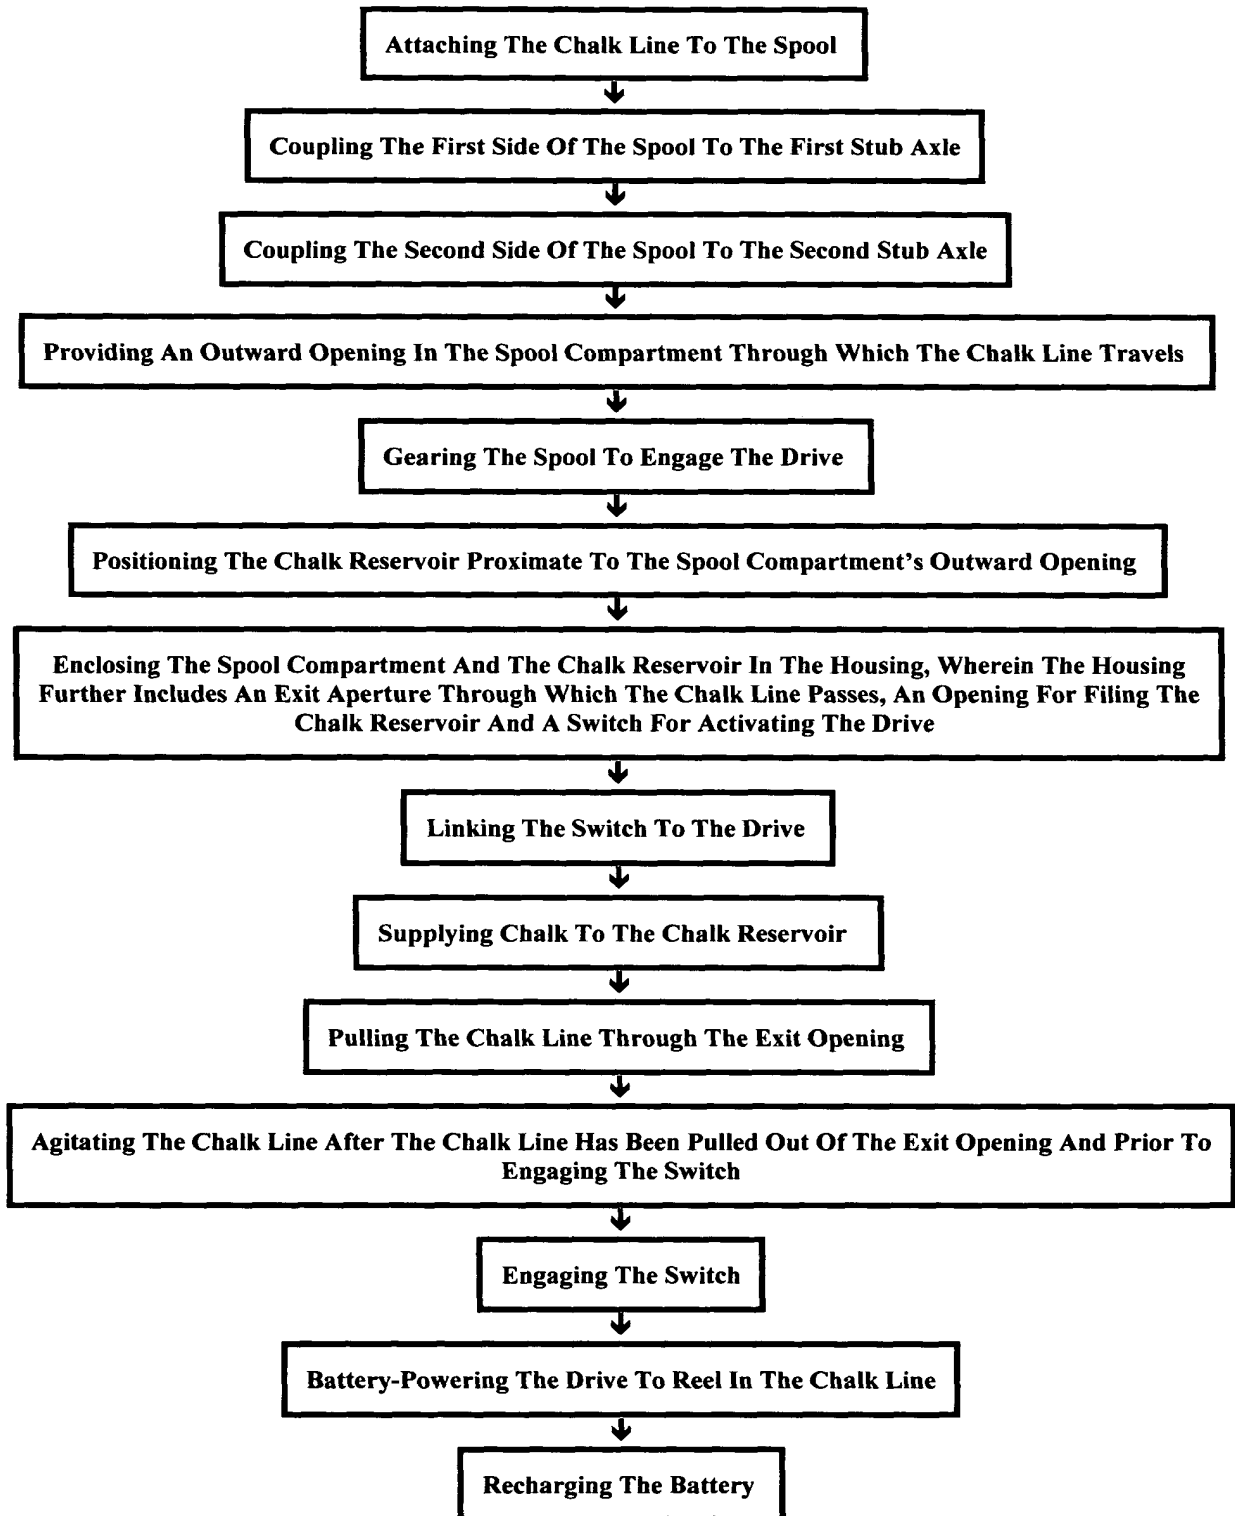 Attaching The Chalk Line To The Spool
Coupling The First Side Of The Spool To The First Stub Axle
Coupling The Second Side Of The Spool To The Second Stub Axle
Providing An Outward Opening In The Spool Compartment Through Which The Chalk Line Travels
Gearing The Spool To Engage The Drive
Positioning The Chalk Reservoir Proximate To The Spool Compartment's Outward Opening
Enclosing The Spool Compartment And The Chalk Reservoir In The Housing, Wherein The Housing
Further Includes An Exit Aperture Through Which The Chalk Line Passes, An Opening For Filing The
Chalk Reservoir And A Switch For Activating The Drive
Linking The Switch To The Drive
Supplying Chalk To The Chalk Reservoir
Pulling The Chalk Line Through The Exit Opening
Agitating The Chalk Line After The Chalk Line Has Been Pulled Out Of The Exit Opening And Prior To
Engaging The Switch
Engaging The Switch
Battery-Powering The Drive To Reel In The Chalk Line
Recharging The Battery